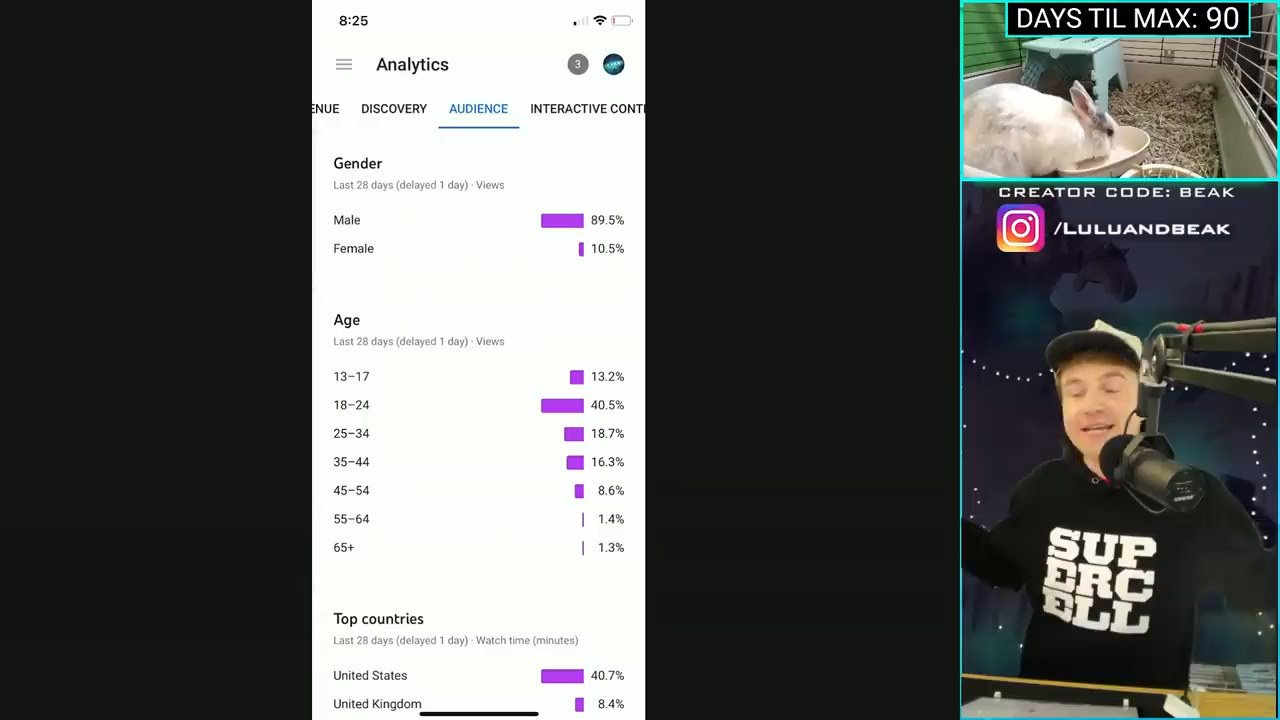 8:25
Analytics
3
ENUE
DISCOVERY
AUDIENCE
INTERACTIVE CONT
Gender
Last 28 days (delayed 1 day) · Views
Male 89.5%
Female 10.5%
Age
Last 28 days (delayed 1 day) · Views
13–17 13.2%
18–24 40.5%
25–34 18.7%
35–44 16.3%
45–54 8.6%
55–64 1.4%
65+ 1.3%
Top countries
Last 28 days (delayed 1 day) · Watch time (minutes)
United States 40.7%
United Kingdom 8.4%
DAYS TIL MAX: 90
CREATOR CODE: BEAK
/LULUANDBEAK
SUP
ERC
ELL